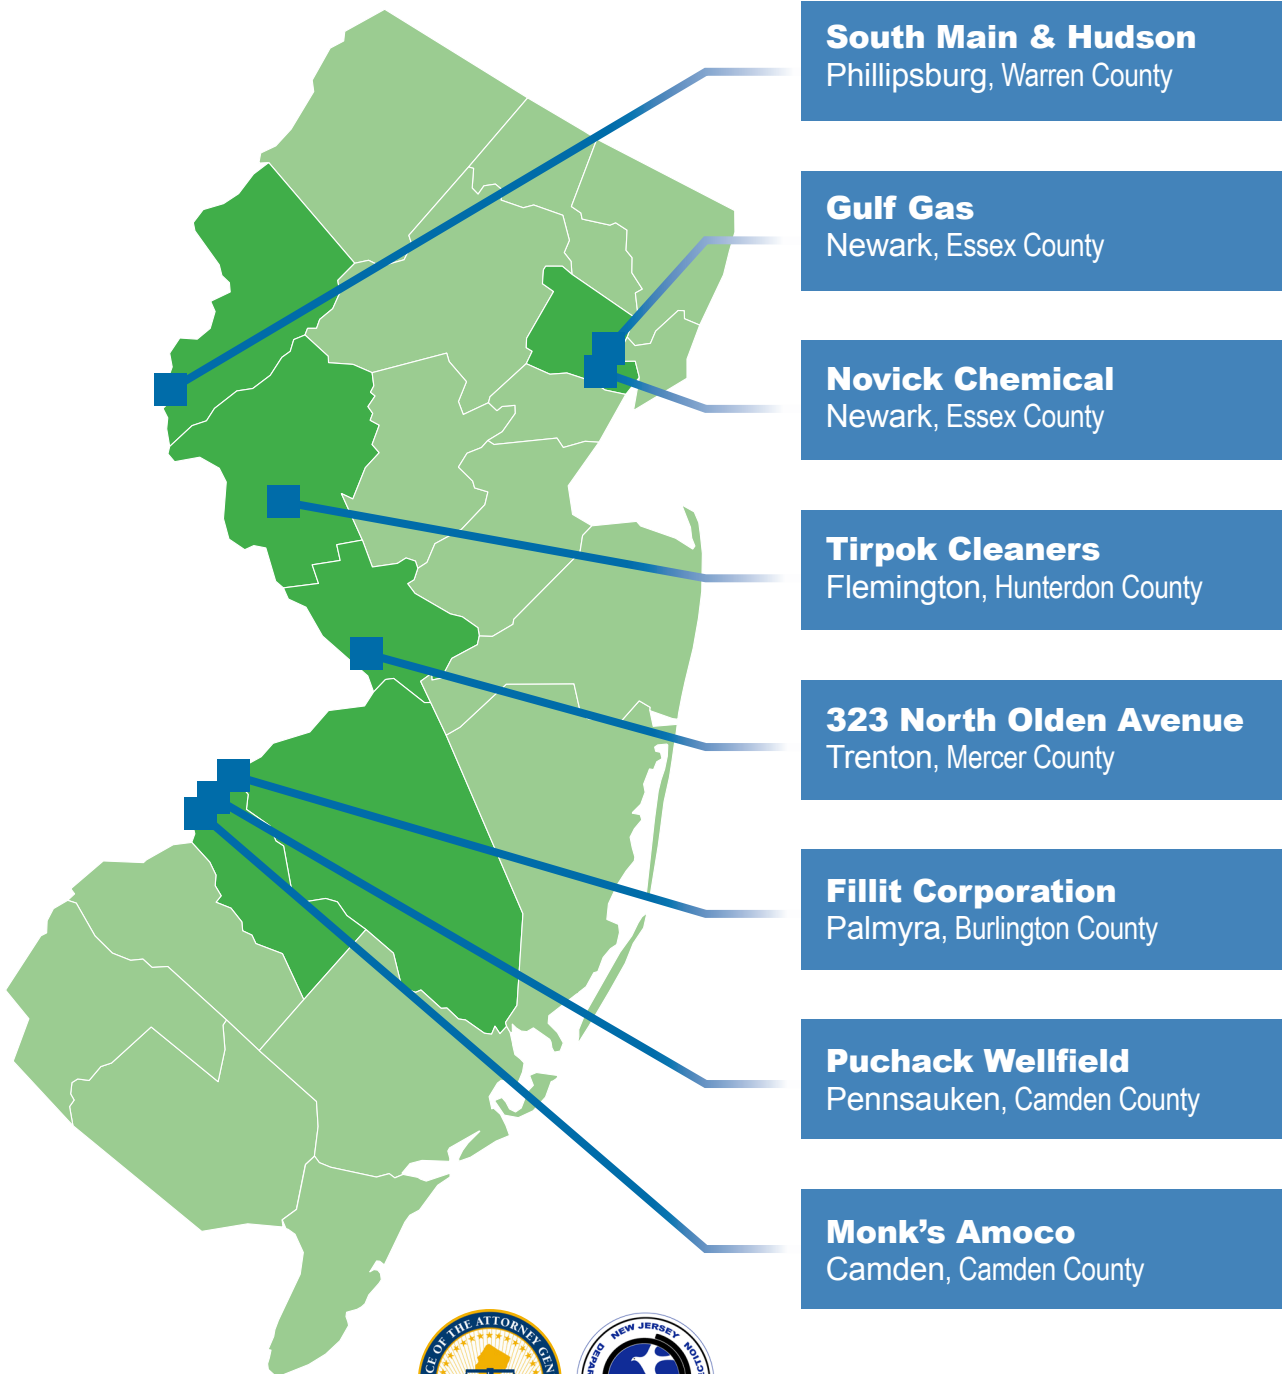 South Main & Hudson
Phillipsburg, Warren County
Gulf Gas
Newark, Essex County
Novick Chemical
Newark, Essex County
Tirpok Cleaners
Flemington, Hunterdon County
323 North Olden Avenue
Trenton, Mercer County
Fillit Corporation
Palmyra, Burlington County
Puchack Wellfield
Pennsauken, Camden County
Monk's Amoco
Camden, Camden County
OF THE ATTORNEY
NEW JERSEY